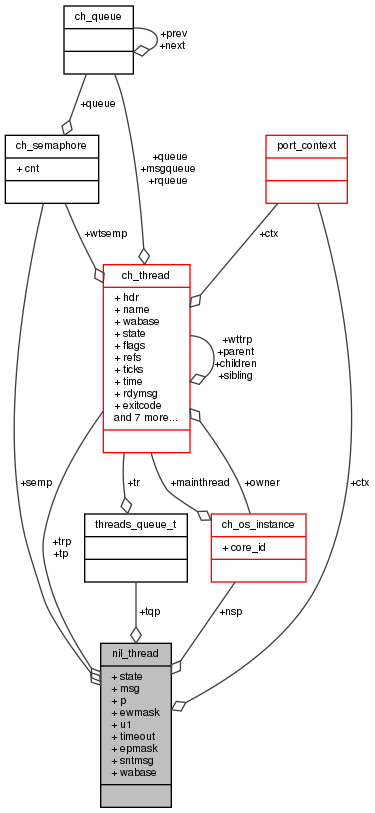 ch_queue
+prev
+next
+queue
ch_semaphore
+ cnt
port_context
+queue
+msgqueue
+rqueue
+wtsemp
+ctx
ch_thread
+ hdr
+ name
+ wabase
+ state
+ flags
+ refs
+ ticks
+ time
+ rdymsg
+ exitcode
and 7 more...
+wttrp
+parent
+children
+sibling
+semp
+tr
+mainthread
+owner
+ctx
threads_queue_t
ch_os_instance
+ core_id
+trp
+tp
+tqp
+nsp
nil_thread
+ state
+ msg
+ p
+ ewmask
+ u1
+ timeout
+ epmask
+ sntmsg
+ wabase